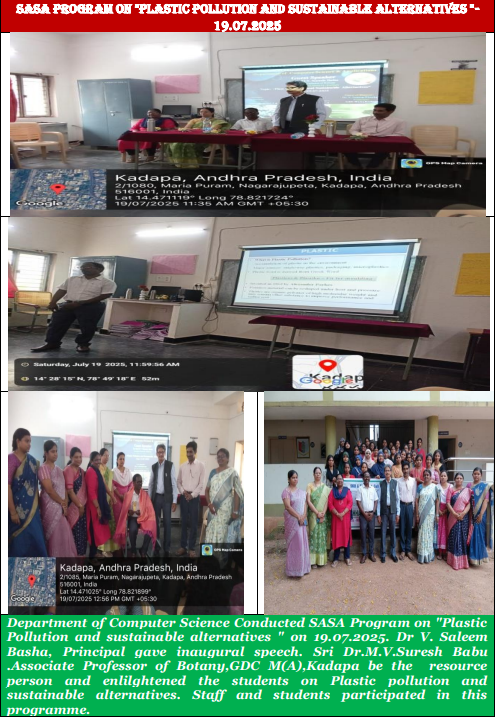 SASA PROGRAM ON "PLASTIC POLLUTION AND SUSTAINABLE ALTERNATIVES "-
19.07.2025
GPS Map Camera
Google
Kadapa, Andhra Pradesh, India
2/1080, Maria Puram, Nagarajupeta, Kadapa, Andhra Pradesh
516001, India
Lat 14.471119° Long 78.821724°
19/07/2025 11:35 AM GMT +05:30
PLASTIC
Saturday, July 19 2025, 11:59:56 AM
14° 28' 15" N, 78° 49' 18" E 52m
Google
GPS Map Camera
Google
Kadapa, Andhra Pradesh, India
2/1085, Maria Puram, Nagarajupeta, Kadapa, Andhra Pradesh
516001, India
Lat 14.471025° Long 78.821899°
19/07/2025 12:56 PM GMT +05:30
Department of Computer Science Conducted SASA Program on "Plastic
Pollution and sustainable alternatives " on 19.07.2025. Dr V. Saleem
Basha, Principal gave inaugural speech. Sri Dr.M.V.Suresh Babu
.Associate Professor of Botany,GDC M(A),Kadapa be the resource
person and enlilghtened the students on Plastic pollution and
sustainable alternatives. Staff and students participated in this
programme.